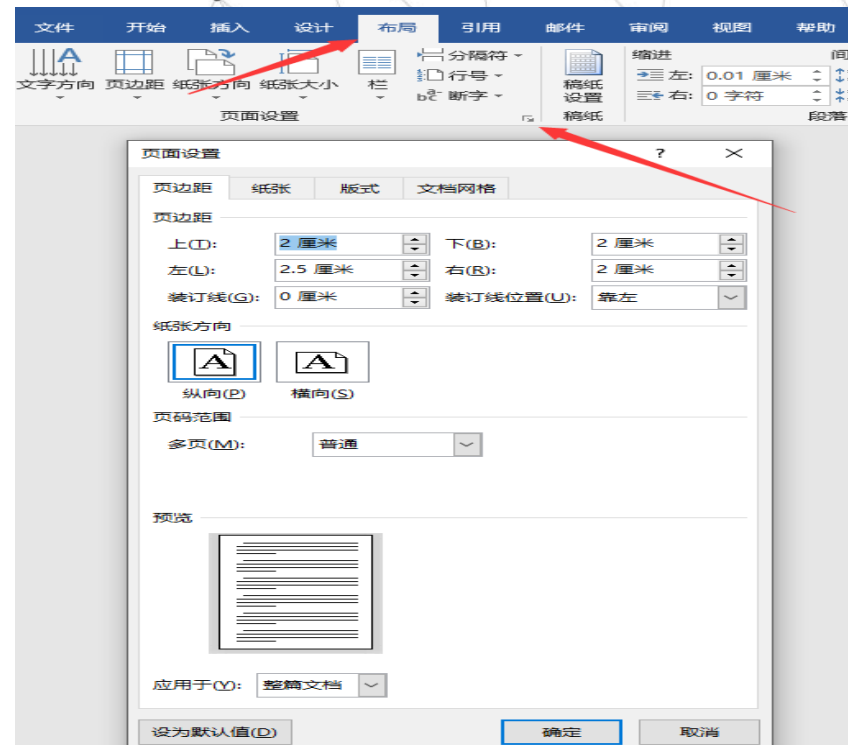 文件 开始 插入 设计 布局 引用 邮件 审阅 视图 帮助
A 分隔符 缩进
文字方向 页边距 纸张方向 纸张大小 栏 行号 稿纸 左: 0.01 厘米
断字 设置 右: 0 字符
页面设置 稿纸 段落
页面设置 ? ×
页边距 纸张 版式 文档网格
页边距
上(T): 2 厘米 下(B): 2 厘米
左(L): 2.5 厘米 右(R): 2 厘米
装订线(G): 0 厘米 装订线位置(U): 靠左
纸张方向
A A
纵向(P) 横向(S)
页码范围
多页(M): 普通
预览
应用于(Y): 整篇文档
设为默认值(D) 确定 取消